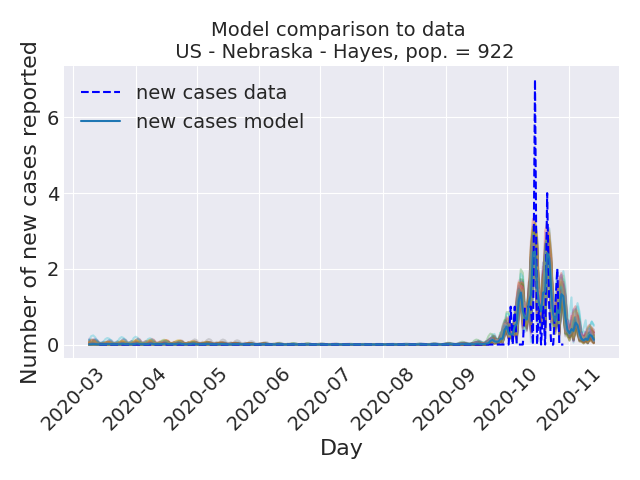 Model comparison to data
US - Nebraska - Hayes, pop. = 922
Number of new cases reported
new cases data
new cases model
6
4
2
0
2020-03
2020-04
2020-05
2020-06
2020-07
2020-08
2020-09
2020-10
2020-11
Day